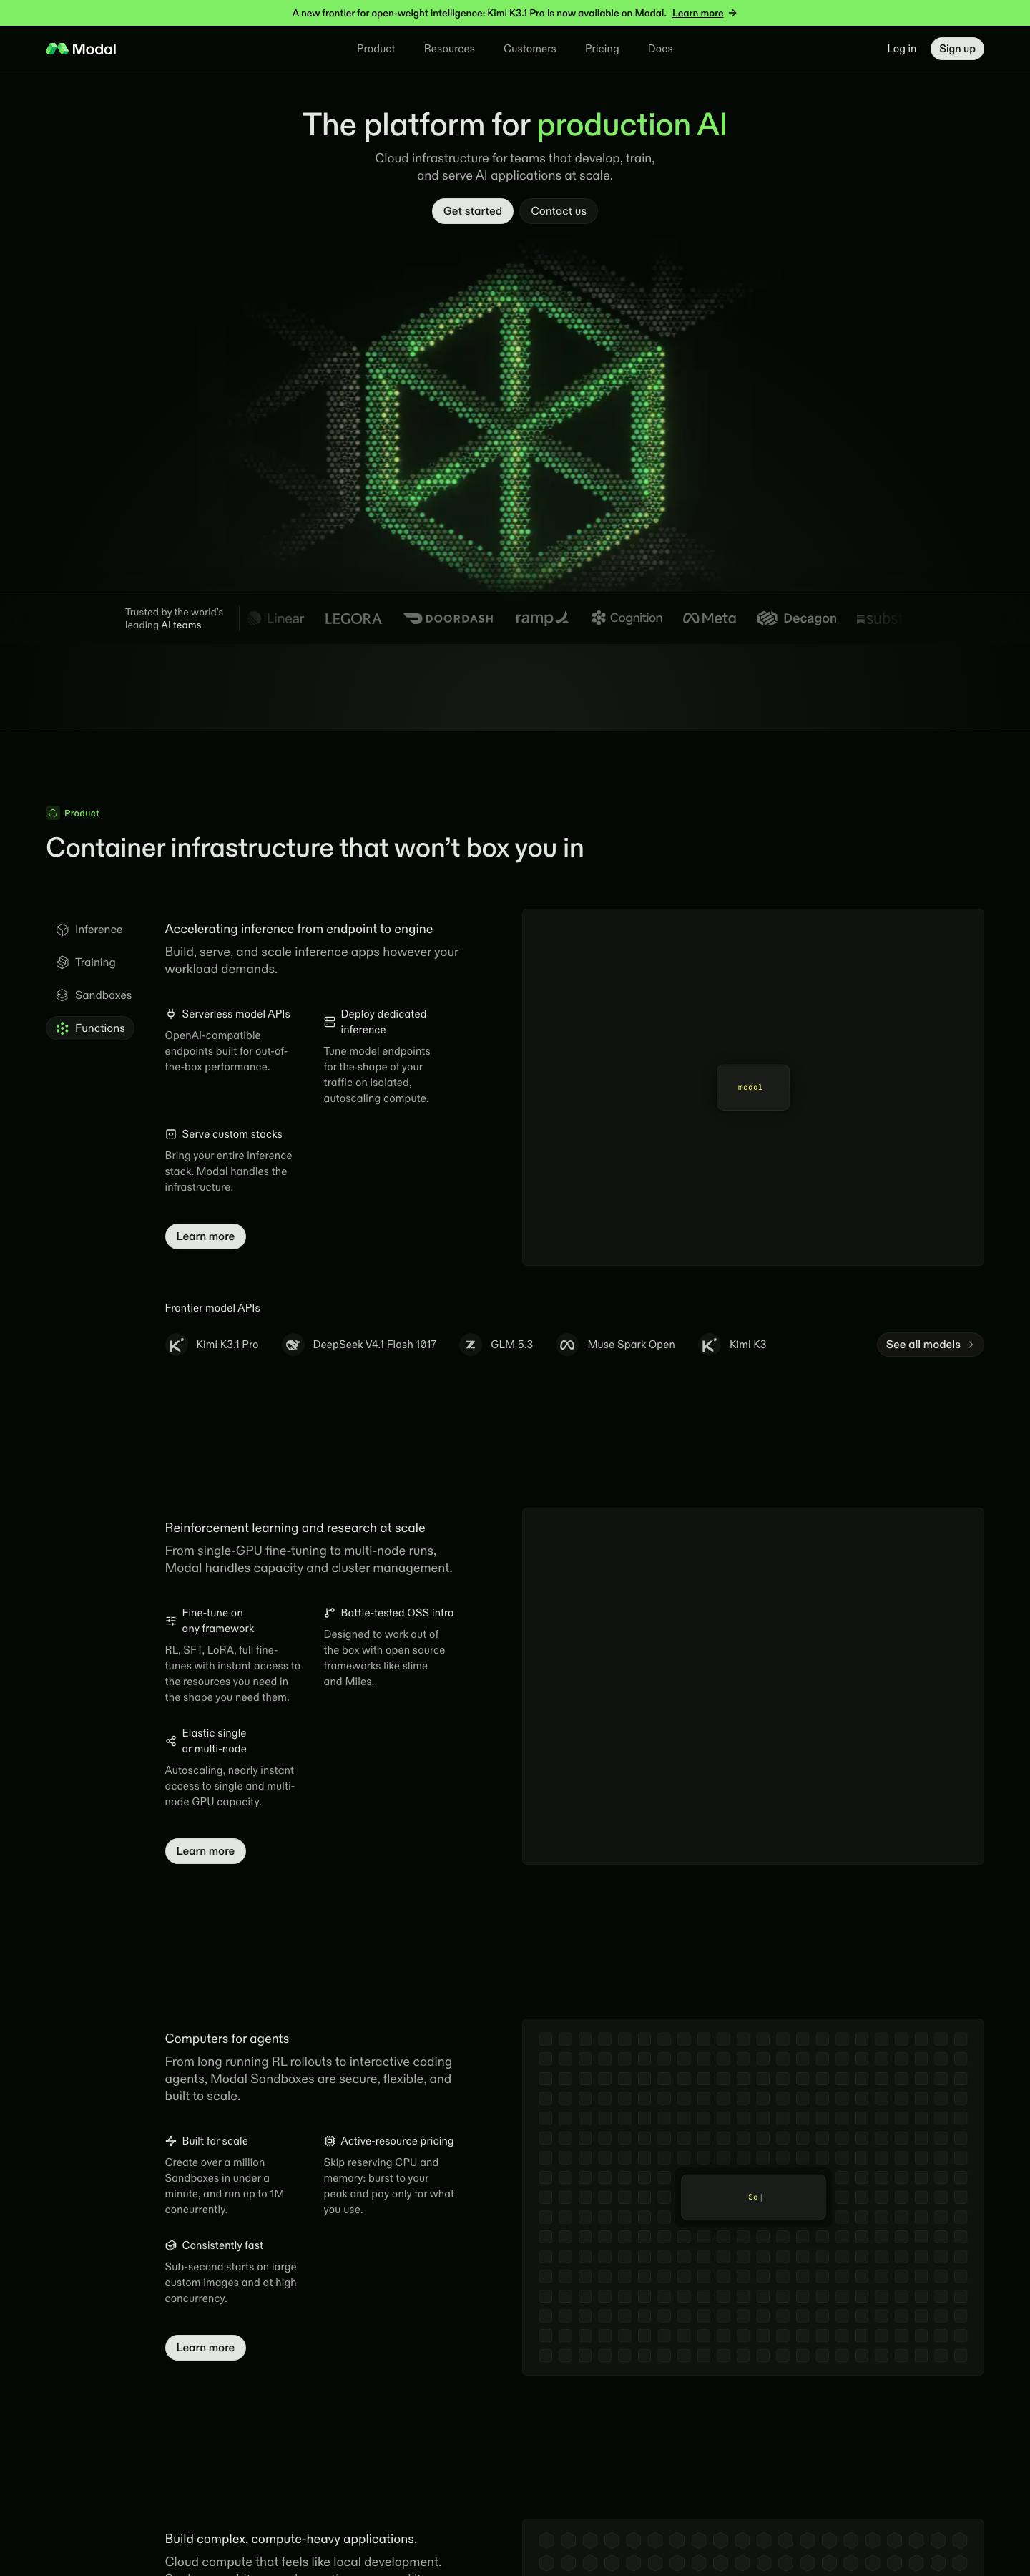 A new frontier for open-weight intelligence: Kimi K3.1 Pro is now available on Modal. Learn more →
Modal
Product
Resources
Customers
Pricing
Docs
Log in
Sign up
The platform for production AI
Cloud infrastructure for teams that develop, train,
and serve AI applications at scale.
Get started
Contact us
Trusted by the world's
leading AI teams
Linear
LEGORA
DOORDASH
ramp
Cognition
Meta
Decagon
Product
Container infrastructure that won't box you in
Inference
Training
Sandboxes
Functions
Accelerating inference from endpoint to engine
Build, serve, and scale inference apps however your
workload demands.
Serverless model APIs
OpenAI-compatible
endpoints built for out-of-
the-box performance.
Deploy dedicated
inference
Tune model endpoints
for the shape of your
traffic on isolated,
autoscaling compute.
Serve custom stacks
Bring your entire inference
stack. Modal handles the
infrastructure.
Learn more
modal
Frontier model APIs
Kimi K3.1 Pro
DeepSeek V4.1 Flash 1017
GLM 5.3
Muse Spark Open
Kimi K3
See all models
Reinforcement learning and research at scale
From single-GPU fine-tuning to multi-node runs,
Modal handles capacity and cluster management.
Fine-tune on
any framework
RL, SFT, LoRA, full fine-
tunes with instant access to
the resources you need in
the shape you need them.
Battle-tested OSS infra
Designed to work out of
the box with open source
frameworks like slime
and Miles.
Elastic single
or multi-node
Autoscaling, nearly instant
access to single and multi-
node GPU capacity.
Learn more
Computers for agents
From long running RL rollouts to interactive coding
agents, Modal Sandboxes are secure, flexible, and
built to scale.
Built for scale
Create over a million
Sandboxes in under a
minute, and run up to 1M
concurrently.
Active-resource pricing
Skip reserving CPU and
memory: burst to your
peak and pay only for what
you use.
Consistently fast
Sub-second starts on large
custom images and at high
concurrency.
Learn more
Sa
Build complex, compute-heavy applications.
Cloud compute that feels like local development.